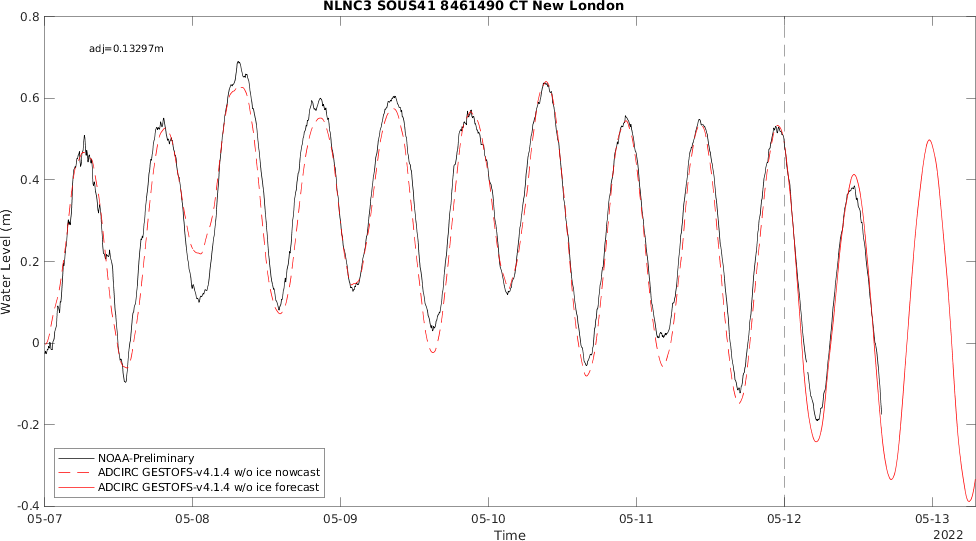 NLNC3 SOUS41 8461490 CT New London
adj=0.13297m
Water Level (m)
0.8
0.6
0.4
0.2
0
-0.2
-0.4
NOAA-Preliminary
ADCIRC GESTOFS-v4.1.4 w/o ice nowcast
ADCIRC GESTOFS-v4.1.4 w/o ice forecast
05-07 05-08 05-09 05-10 05-11 05-12 05-13
Time
2022